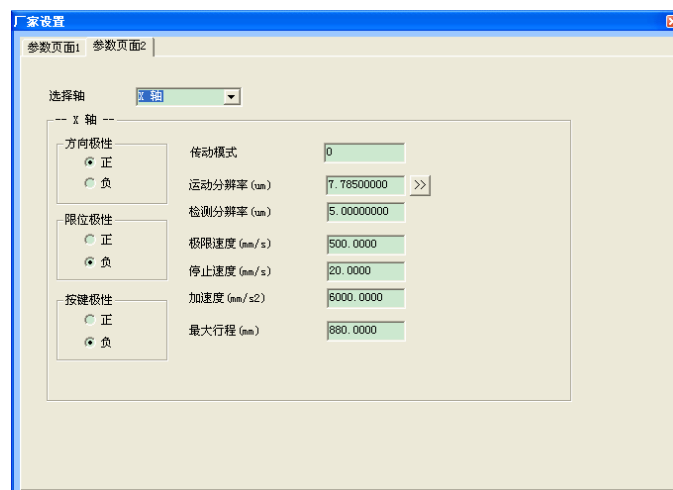 厂家设置
参数页面1 参数页面2
选择轴 X 轴
-- X 轴 --
方向极性
正
负
限位极性
正
负
按键极性
正
负
传动模式 0
运动分辨率(um) 7.78500000 >>
检测分辨率(um) 5.00000000
极限速度(mm/s) 500.0000
停止速度(mm/s) 20.0000
加速度(mm/s2) 6000.0000
最大行程(mm) 880.0000